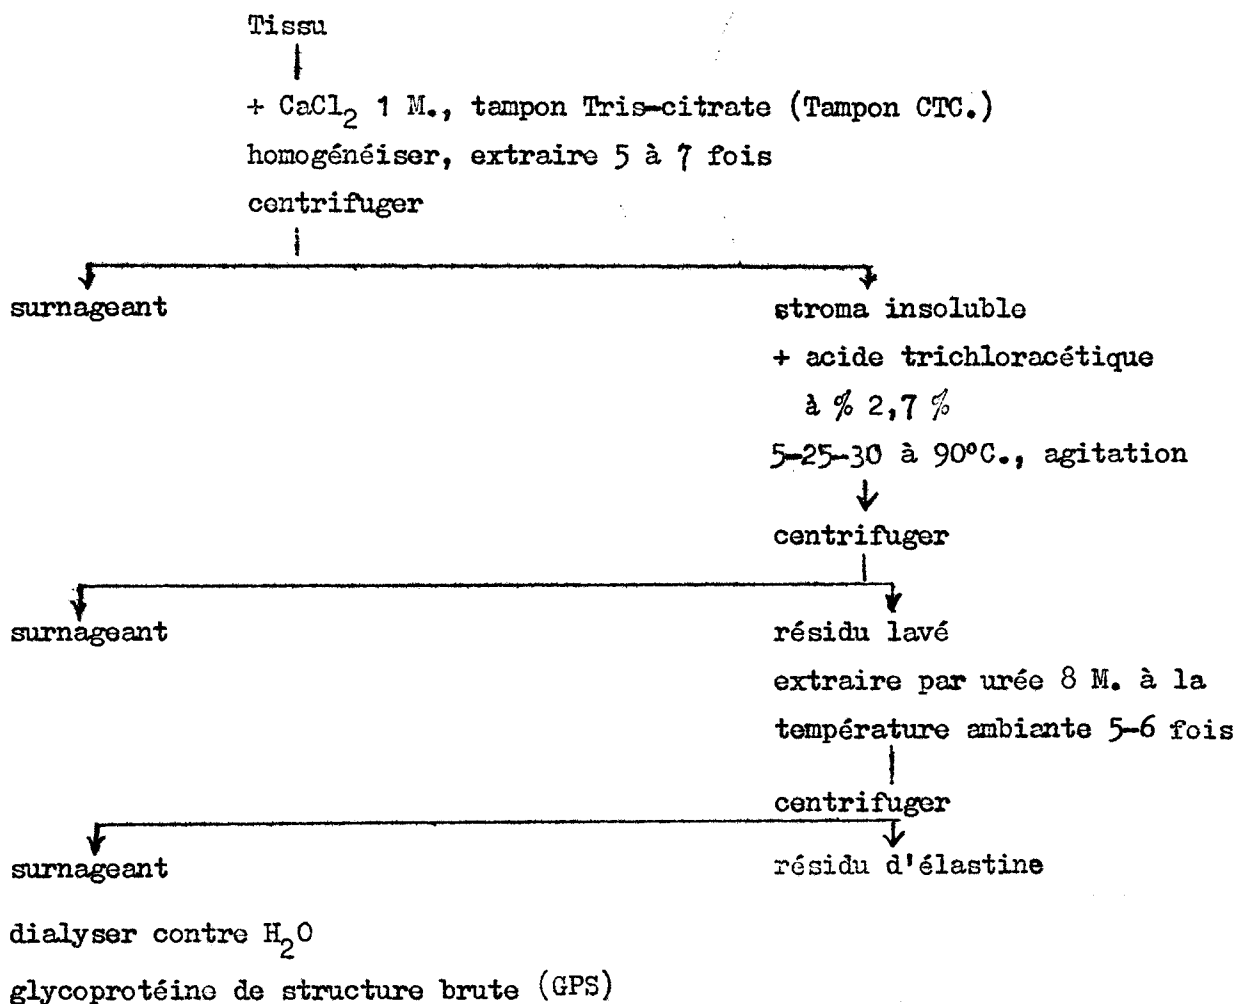 Tissu
+ CaCl2 1 M., tampon Tris-citrate (Tampon CTC.)
homogénéiser, extraire 5 à 7 fois
centrifuger
surnageant
stroma insoluble
+ acide trichloracétique
à % 2,7 %
5-25-30 à 90°C., agitation
centrifuger
surnageant
résidu lavé
extraire par urée 8 M. à la
température ambiante 5-6 fois
centrifuger
surnageant
résidu d'élastine
dialyser contre H2O
glycoprotéine de structure brute (GPS)